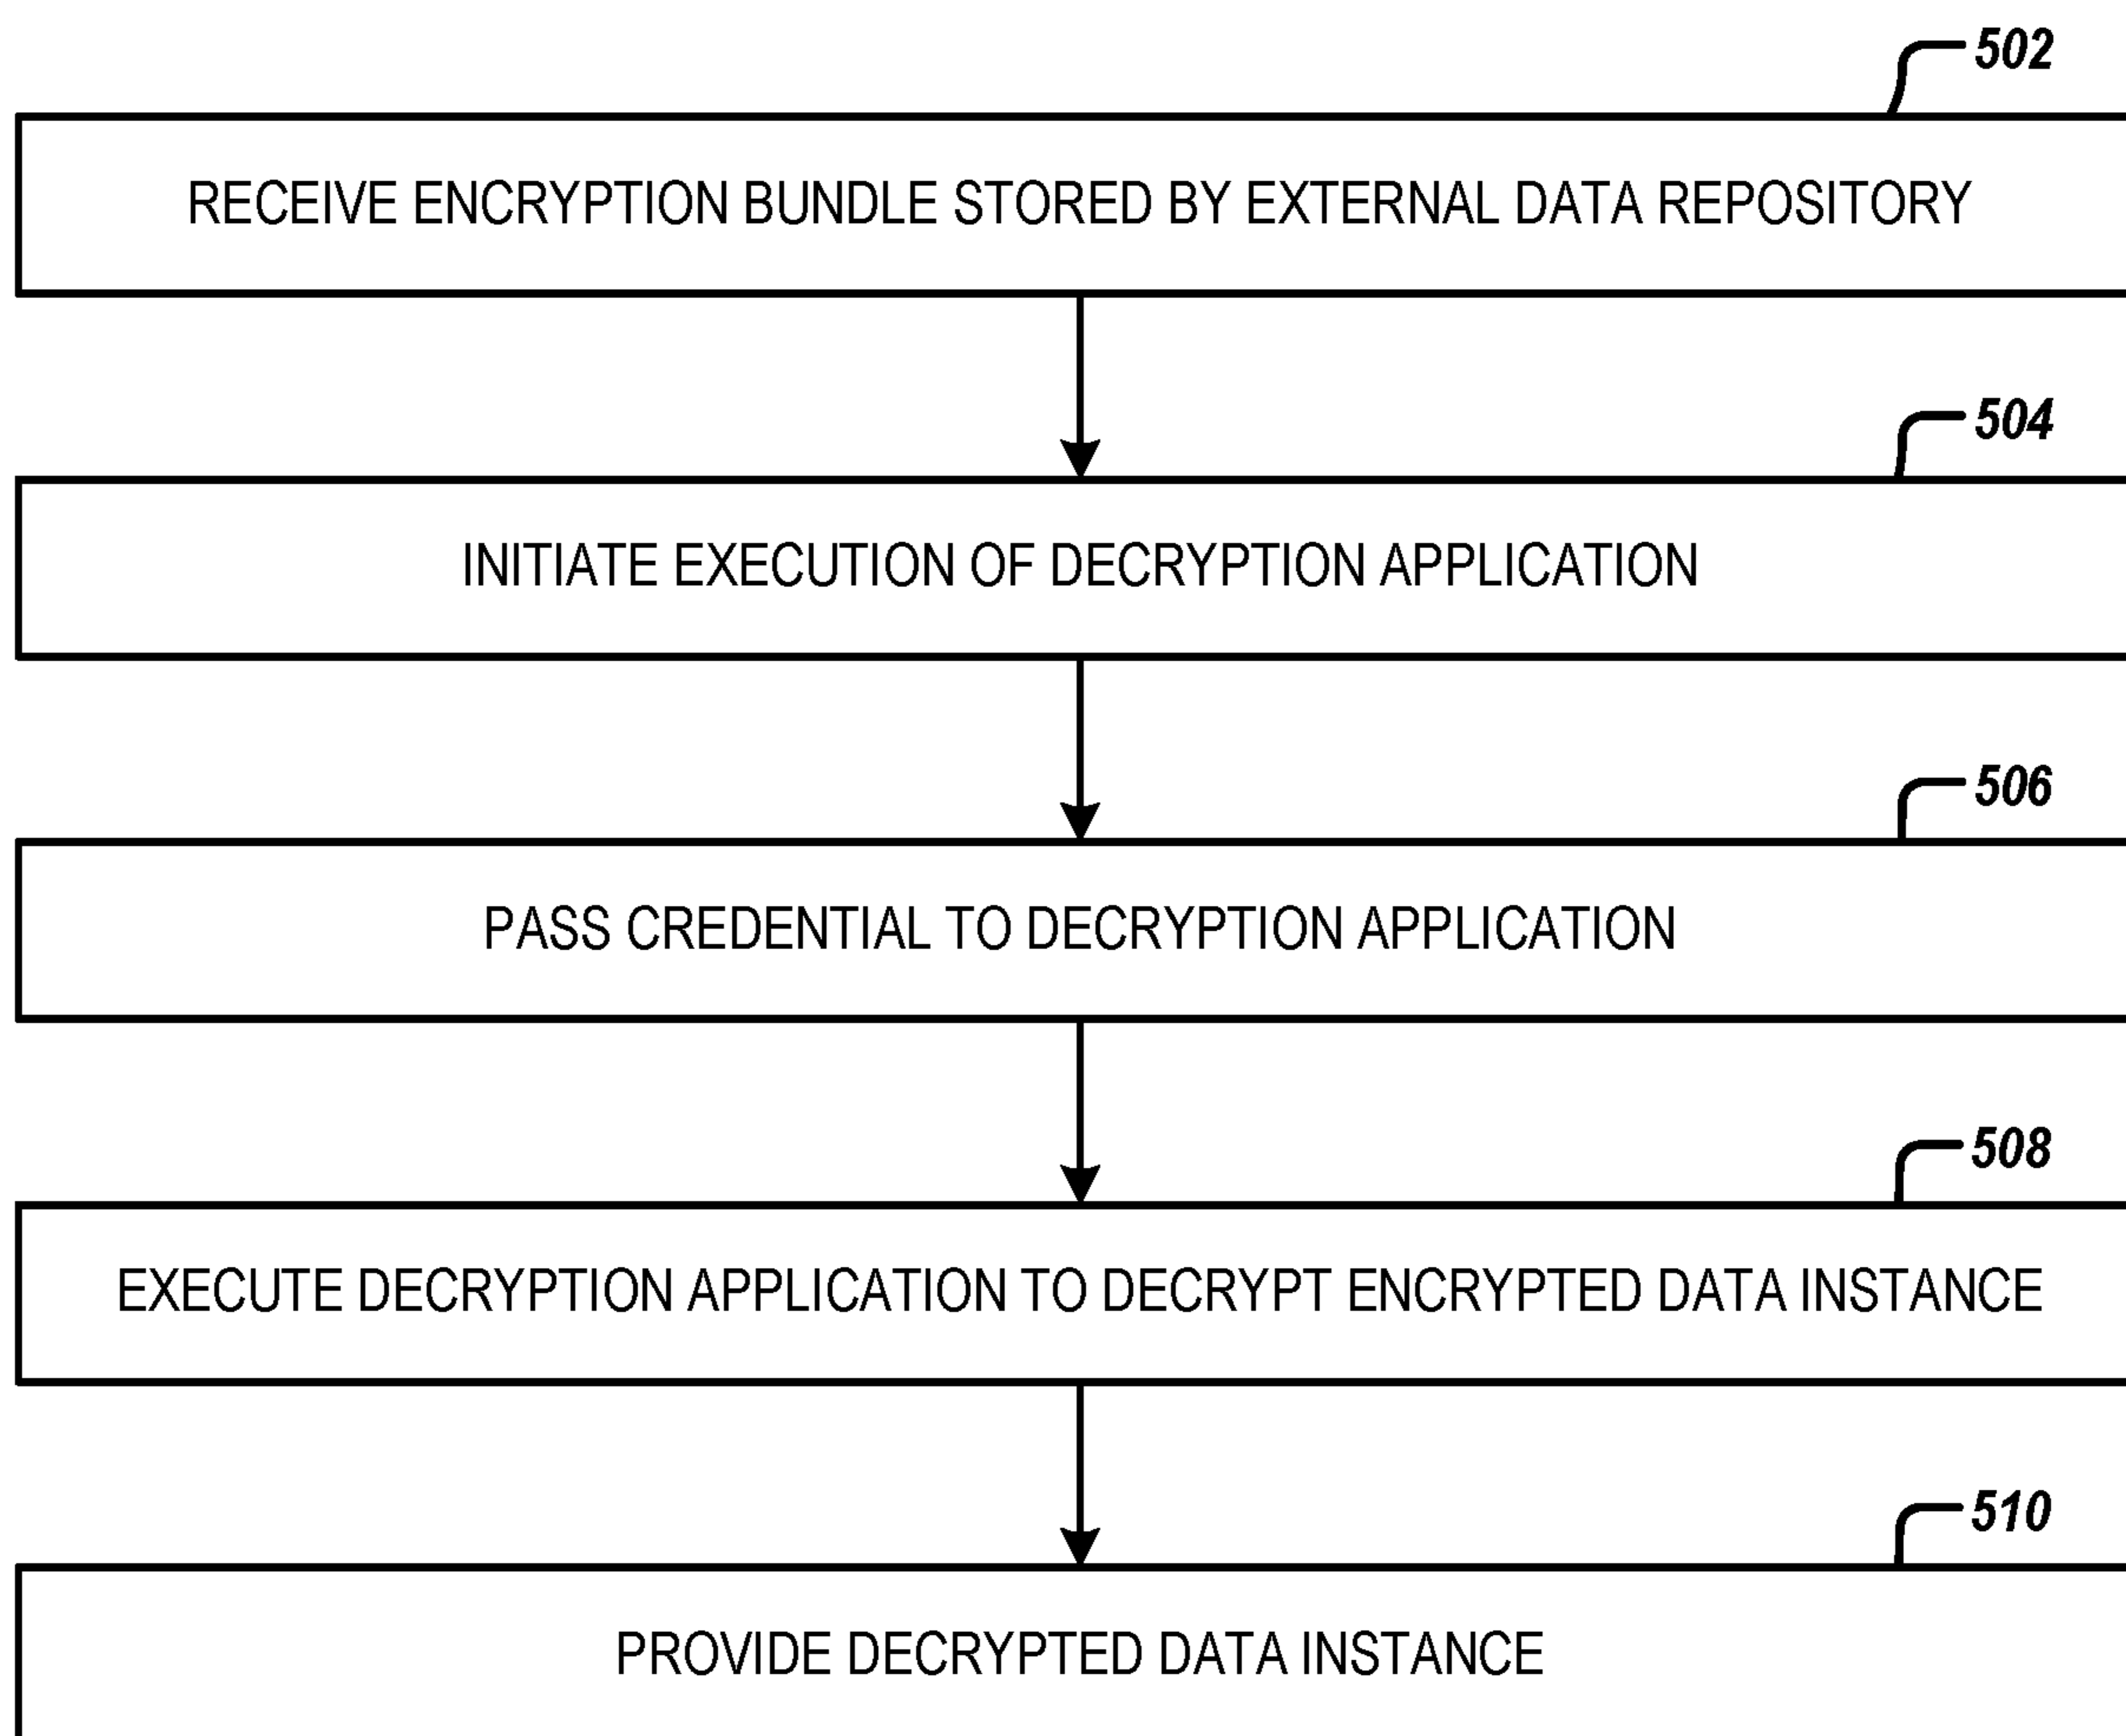 502
RECEIVE ENCRYPTION BUNDLE STORED BY EXTERNAL DATA REPOSITORY
504
INITIATE EXECUTION OF DECRYPTION APPLICATION
506
PASS CREDENTIAL TO DECRYPTION APPLICATION
508
EXECUTE DECRYPTION APPLICATION TO DECRYPT ENCRYPTED DATA INSTANCE
510
PROVIDE DECRYPTED DATA INSTANCE